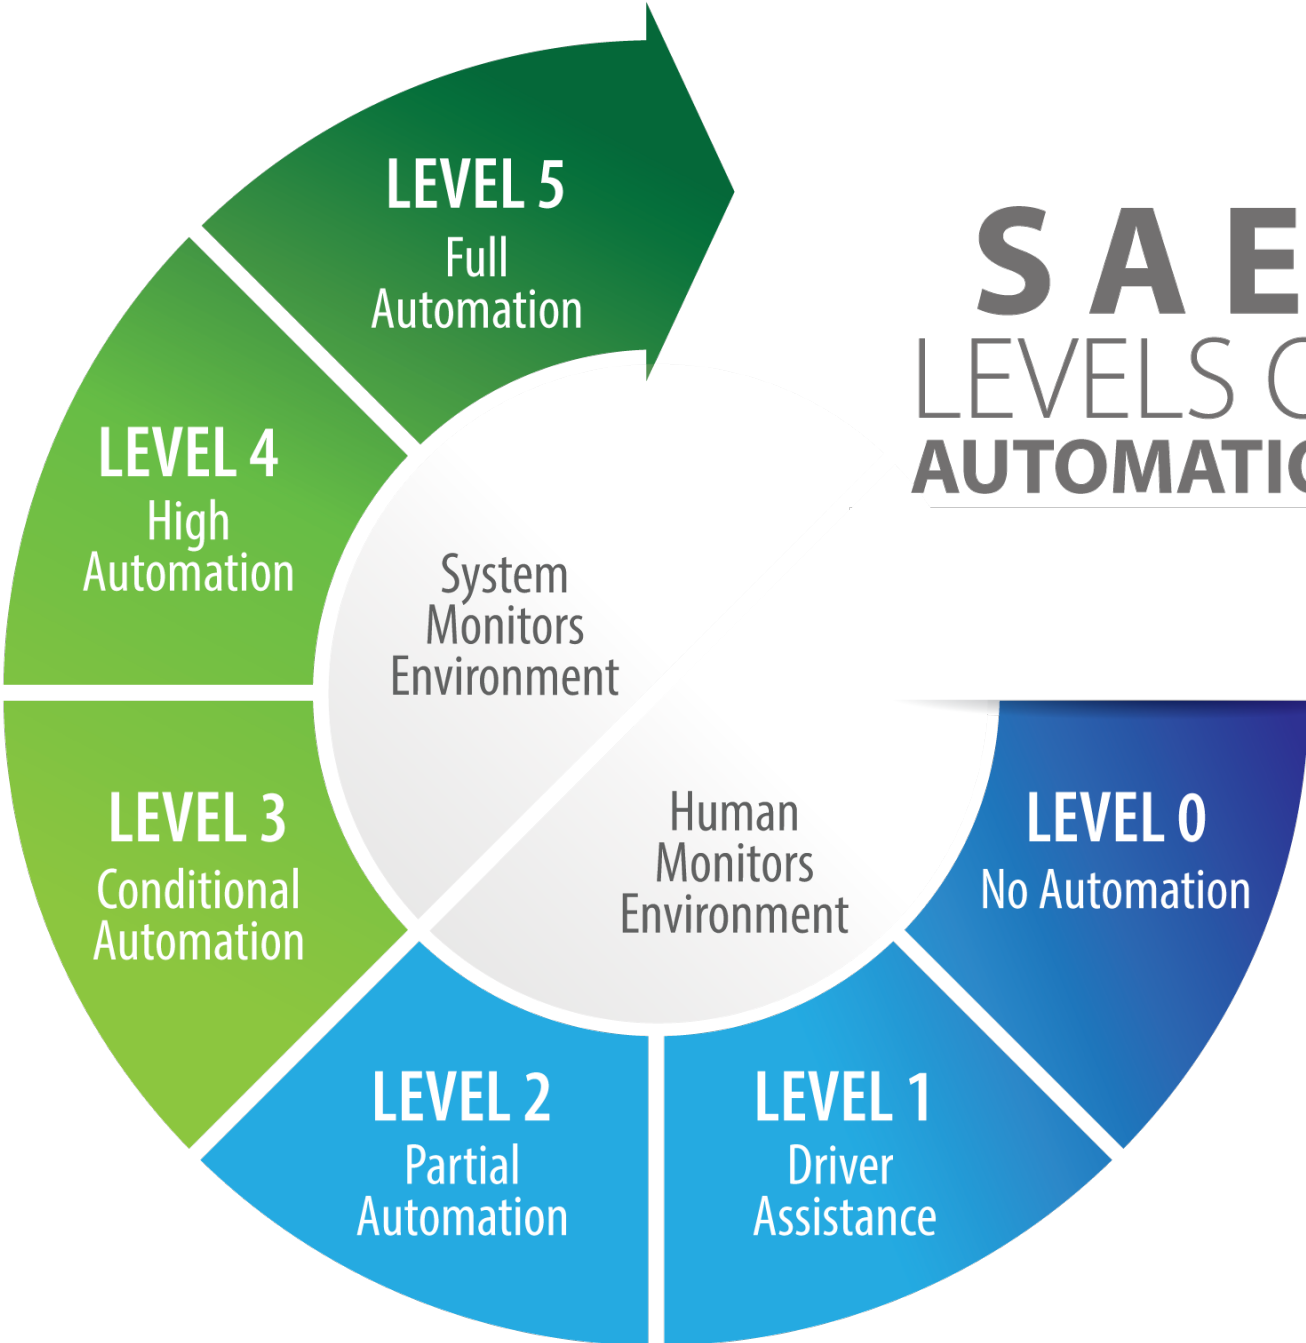 SAE
LEVELS O
AUTOMATIO
LEVEL 5
Full
Automation
LEVEL 4
High
Automation
System
Monitors
Environment
LEVEL 3
Conditional
Automation
Human
Monitors
Environment
LEVEL 0
No Automation
LEVEL 2
Partial
Automation
LEVEL 1
Driver
Assistance